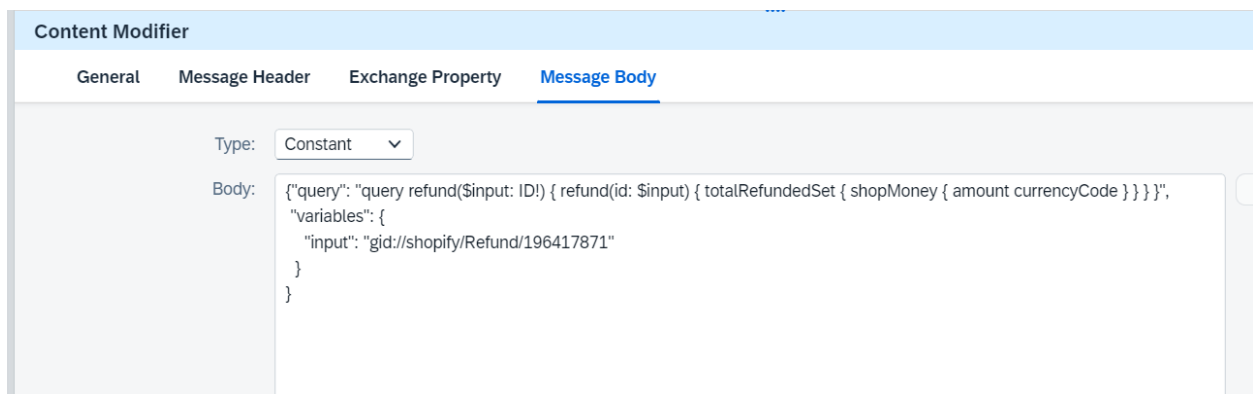 Content Modifier
General Message Header Exchange Property Message Body
Type: Constant
Body: {"query": "query refund($input: ID!) { refund(id: $input) { totalRefundedSet { shopMoney { amount currencyCode } } } }",
"variables": {
"input": "gid://shopify/Refund/196417871"
}
}